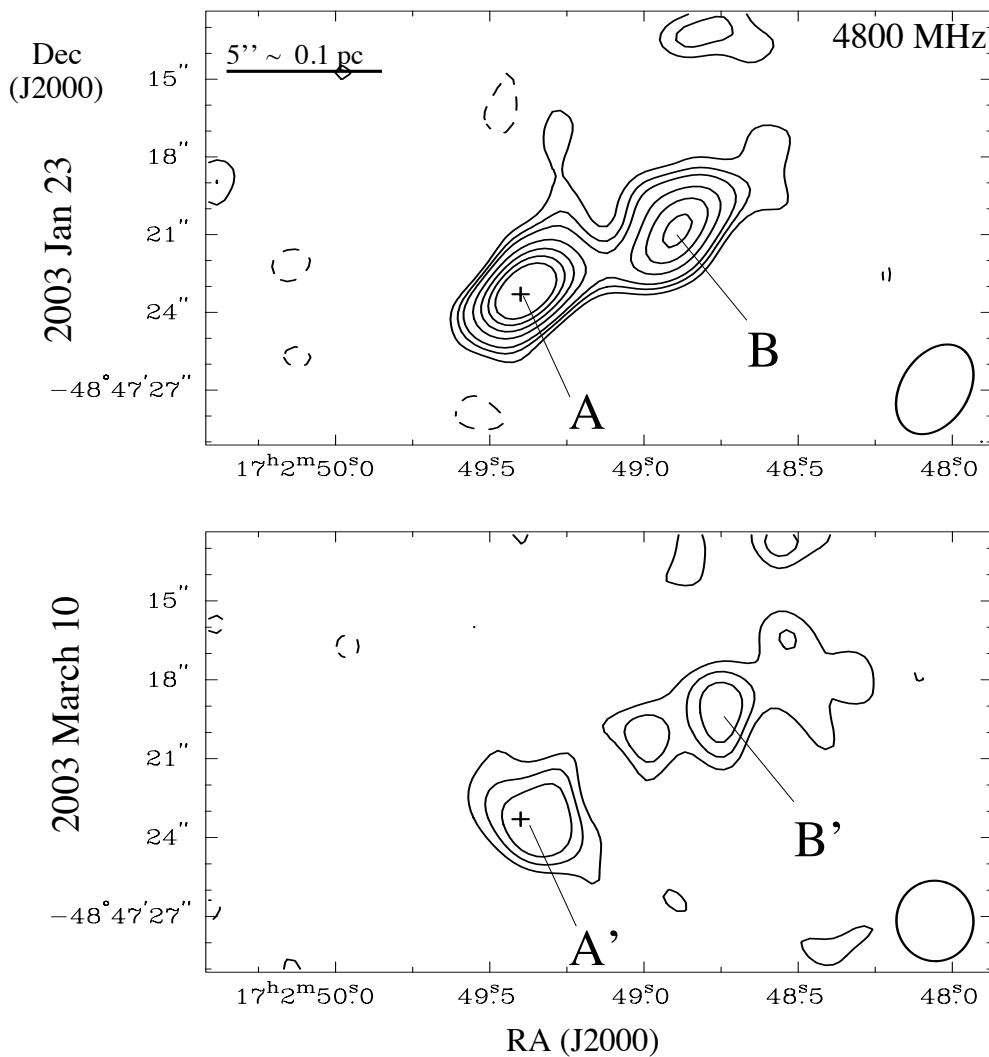 Dec
(J2000)
5’’ ~ 0.1 pc
4800 MHz
2003 Jan 23
15’’
18’’
21’’
24’’
−48°47’27’’
A
B
17ʰ2ᵐ50ˢ.0
49ˢ.5
49ˢ.0
48ˢ.5
48ˢ.0
2003 March 10
15’’
18’’
21’’
24’’
−48°47’27’’
A’
B’
17ʰ2ᵐ50ˢ.0
49ˢ.5
49ˢ.0
48ˢ.5
48ˢ.0
RA (J2000)